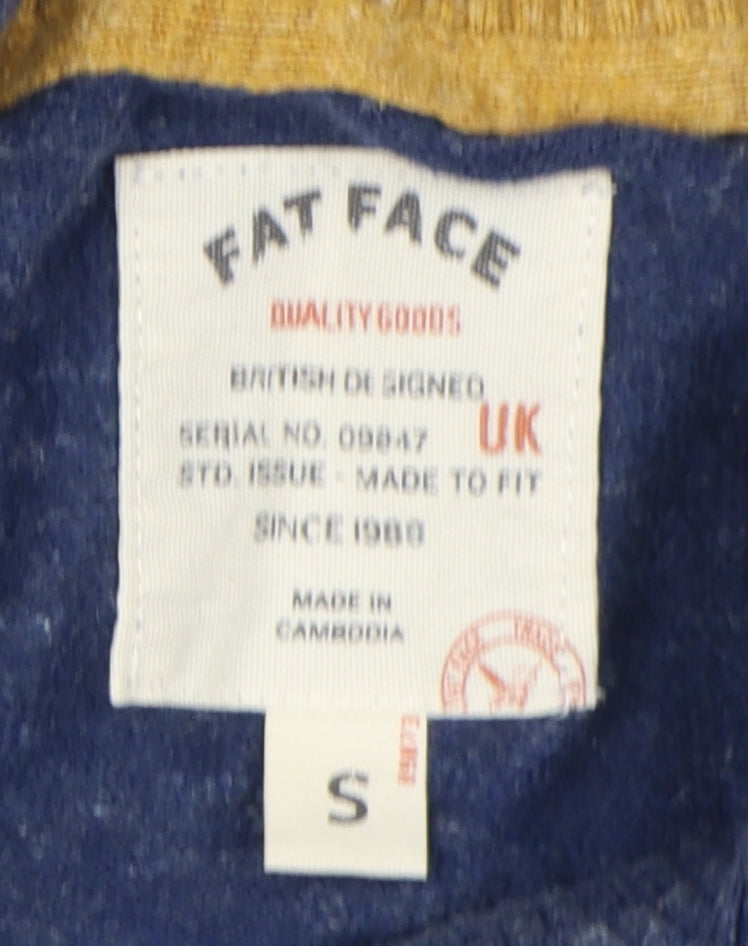 FAT FACE
QUALITY GOODS
BRITISH DESIGNED
UK
SERIAL NO. 09847
STD. ISSUE - MADE TO FIT
SINCE 1988
MADE IN
CAMBODIA
TRADE
S